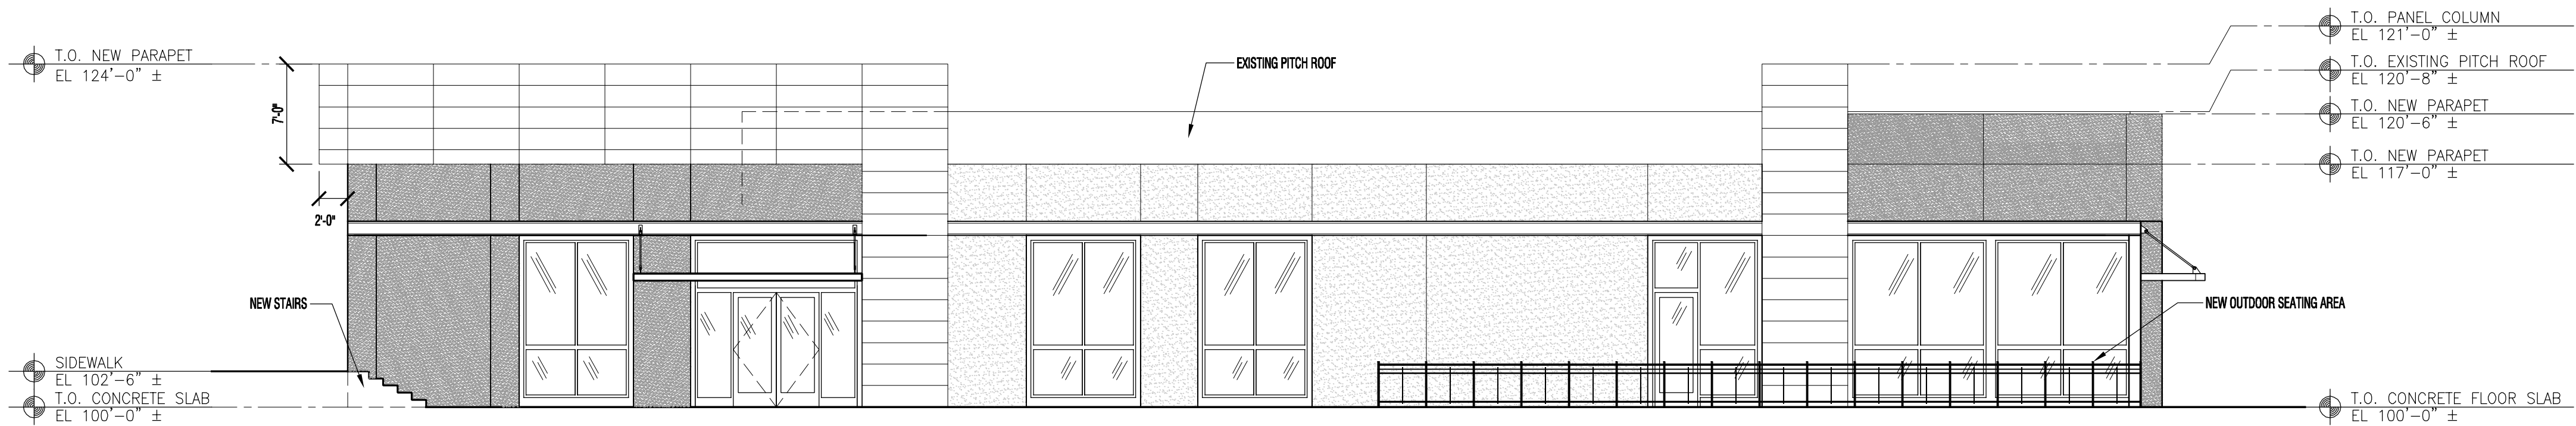 T.O. NEW PARAPET
EL 124'-0" ±
7'-0"
2'-0"
NEW STAIRS
SIDEWALK
EL 102'-6" ±
T.O. CONCRETE SLAB
EL 100'-0" ±
EXISTING PITCH ROOF
T.O. PANEL COLUMN
EL 121'-0" ±
T.O. EXISTING PITCH ROOF
EL 120'-8" ±
T.O. NEW PARAPET
EL 120'-6" ±
T.O. NEW PARAPET
EL 117'-0" ±
NEW OUTDOOR SEATING AREA
T.O. CONCRETE FLOOR SLAB
EL 100'-0" ±